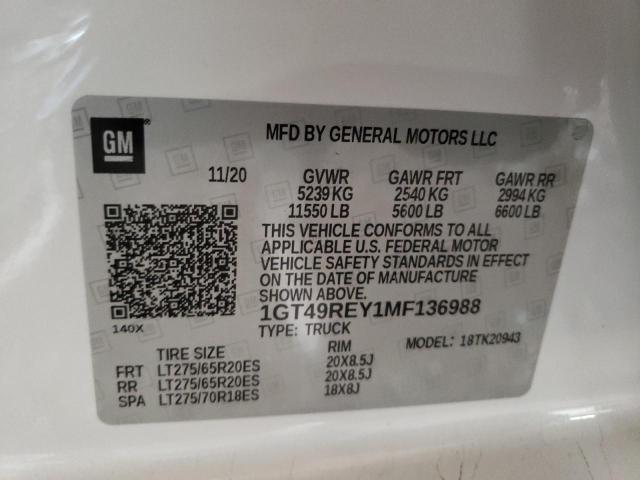 GM®
MFD BY GENERAL MOTORS LLC
11/20 GVWR GAWR FRT GAWR RR
5239 KG 2540 KG 2994 KG
11550 LB 5600 LB 6600 LB
THIS VEHICLE CONFORMS TO ALL
APPLICABLE U.S. FEDERAL MOTOR
VEHICLE SAFETY STANDARDS IN EFFECT
ON THE DATE OF MANUFACTURE
SHOWN ABOVE.
1GT49REY1MF136988
140X TYPE: TRUCK MODEL: 18TK20943
TIRE SIZE RIM
FRT LT275/65R20ES 20X8.5J
RR LT275/65R20ES 20X8.5J
SPA LT275/70R18ES 18X8J